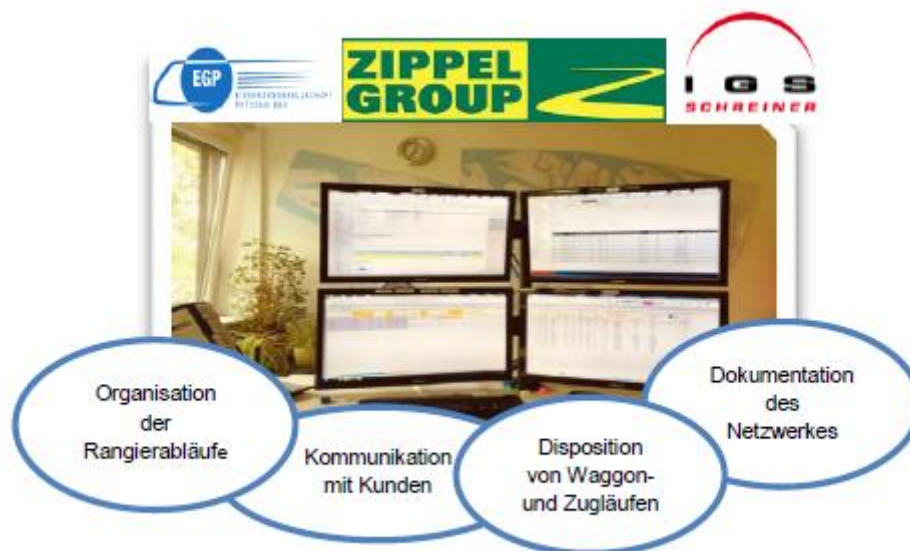 EGP
ZIPPEL
GROUP
IGS
SCHREINER
Organisation
der
Rangierabläufe
Kommunikation
mit Kunden
Disposition
von Waggon-
und Zugläufen
Dokumentation
des
Netzwerkes